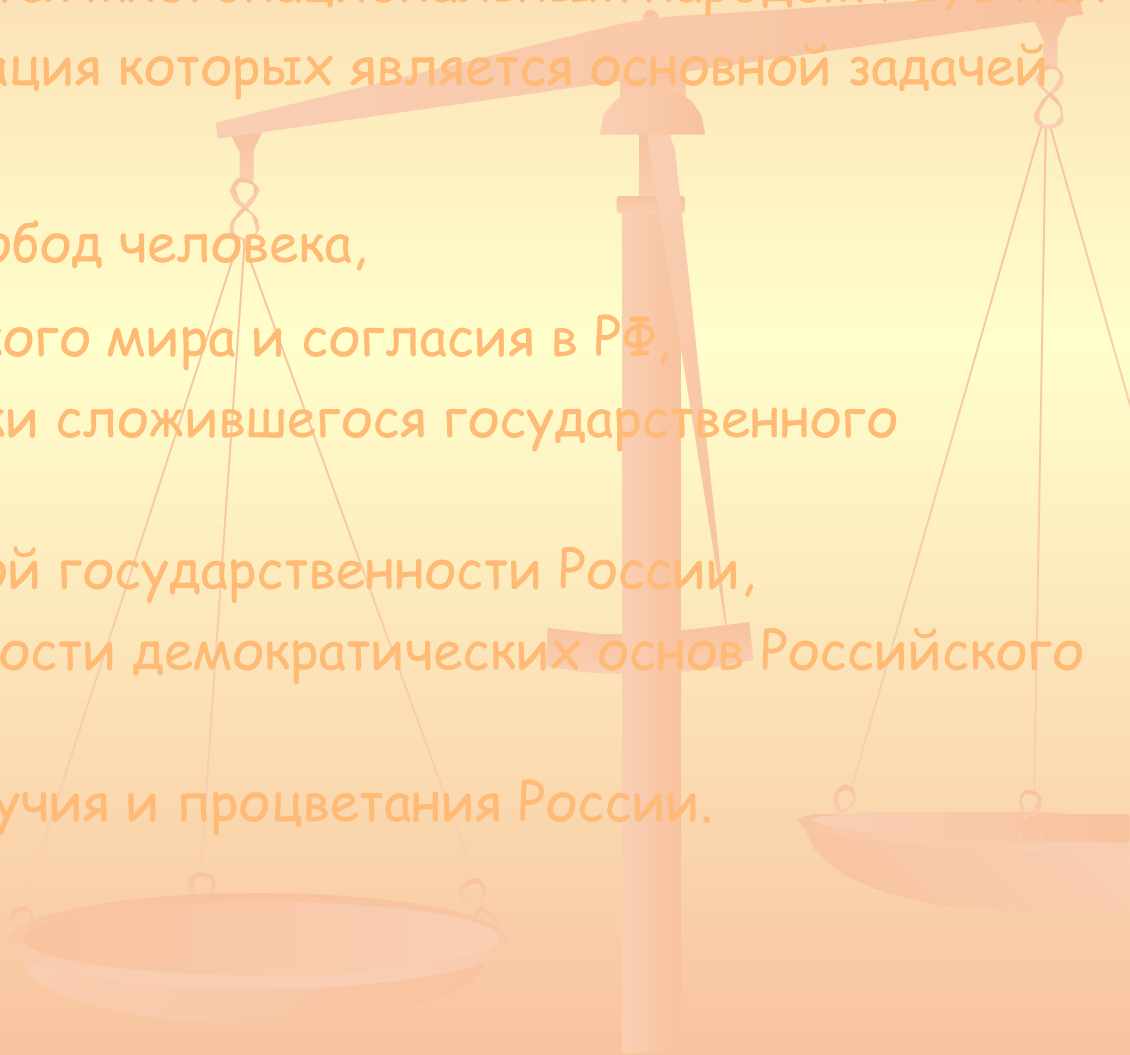 ация которых является основной задачей
обод человека,
кого мира и согласия в РФ,
ки сложившегося государственного
ой государственности России,
ости демократических основ Российского
учия и процветания России.